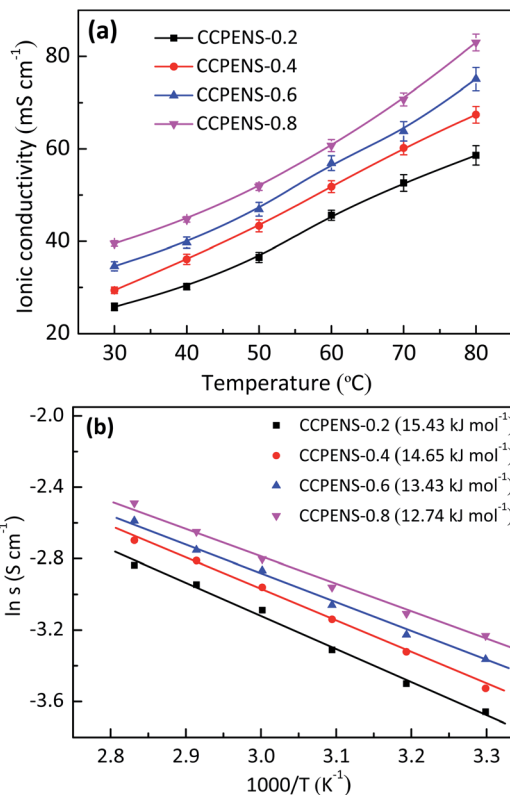 (a)
CCPENS-0.2
CCPENS-0.4
CCPENS-0.6
CCPENS-0.8
Ionic conductivity (mS cm⁻¹)
80
60
40
20
30 40 50 60 70 80
Temperature (°C)
(b)
CCPENS-0.2 (15.43 kJ mol⁻¹)
CCPENS-0.4 (14.65 kJ mol⁻¹)
CCPENS-0.6 (13.43 kJ mol⁻¹)
CCPENS-0.8 (12.74 kJ mol⁻¹)
ln s (S cm⁻¹)
-2.0
-2.4
-2.8
-3.2
-3.6
2.8 2.9 3.0 3.1 3.2 3.3
1000/T (K⁻¹)